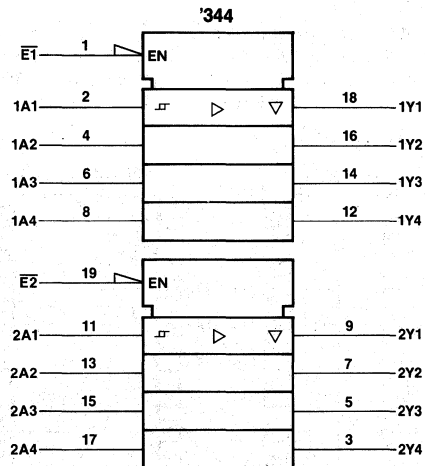 '344
E1 1 EN
1A1 2 18 1Y1
1A2 4 16 1Y2
1A3 6 14 1Y3
1A4 8 12 1Y4
E2 19 EN
2A1 11 9 2Y1
2A2 13 7 2Y2
2A3 15 5 2Y3
2A4 17 3 2Y4